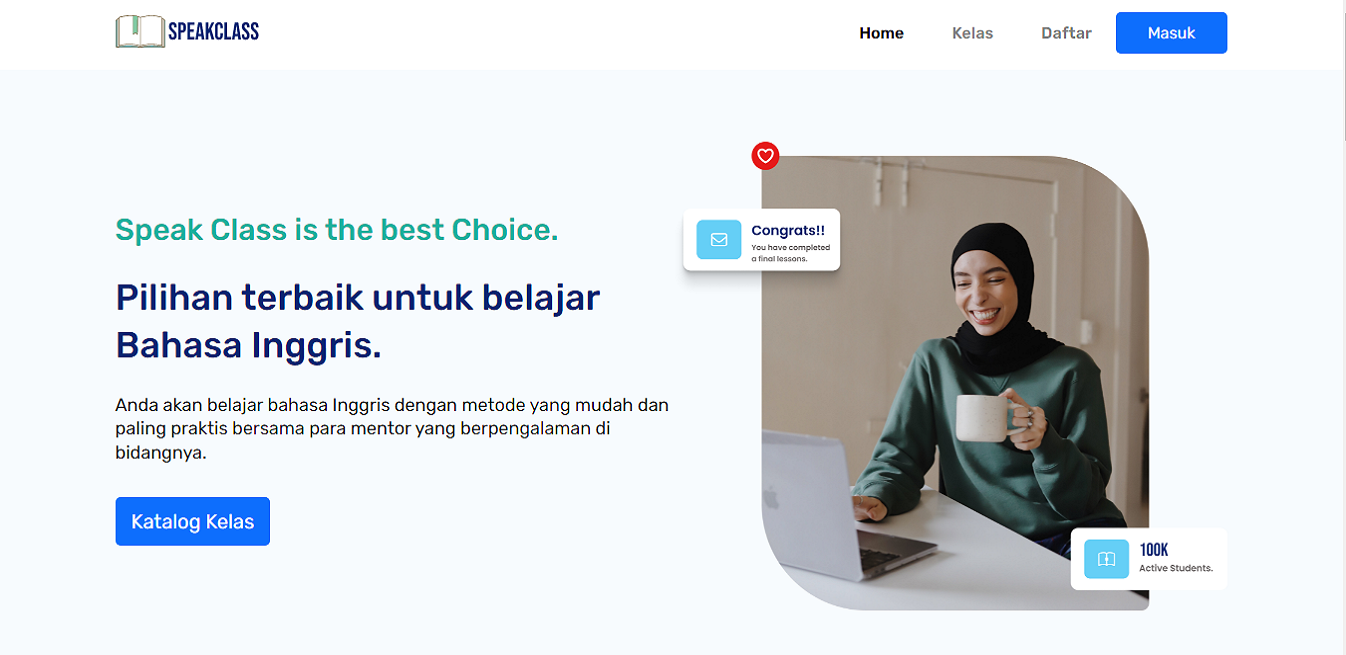 SPEAKCLASS
Home
Kelas
Daftar
Masuk
Speak Class is the best Choice.
Pilihan terbaik untuk belajar
Bahasa Inggris.
Anda akan belajar bahasa Inggris dengan metode yang mudah dan
paling praktis bersama para mentor yang berpengalaman di
bidangnya.
Katalog Kelas
Congrats!!
You have completed
a final lessons.
100K
Active Students.